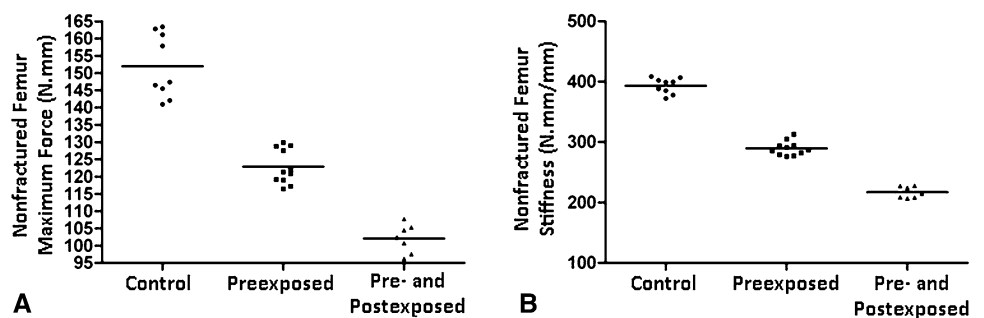 Nonfractured Femur
Maximum Force (N.mm)
165
160
155
150
145
140
135
130
125
120
115
110
105
100
95
Control
Preexposed
Pre- and
Postexposed
A
Nonfractured Femur
Stiffness (N.mm/mm)
500
400
300
200
100
Control
Preexposed
Pre- and
Postexposed
B